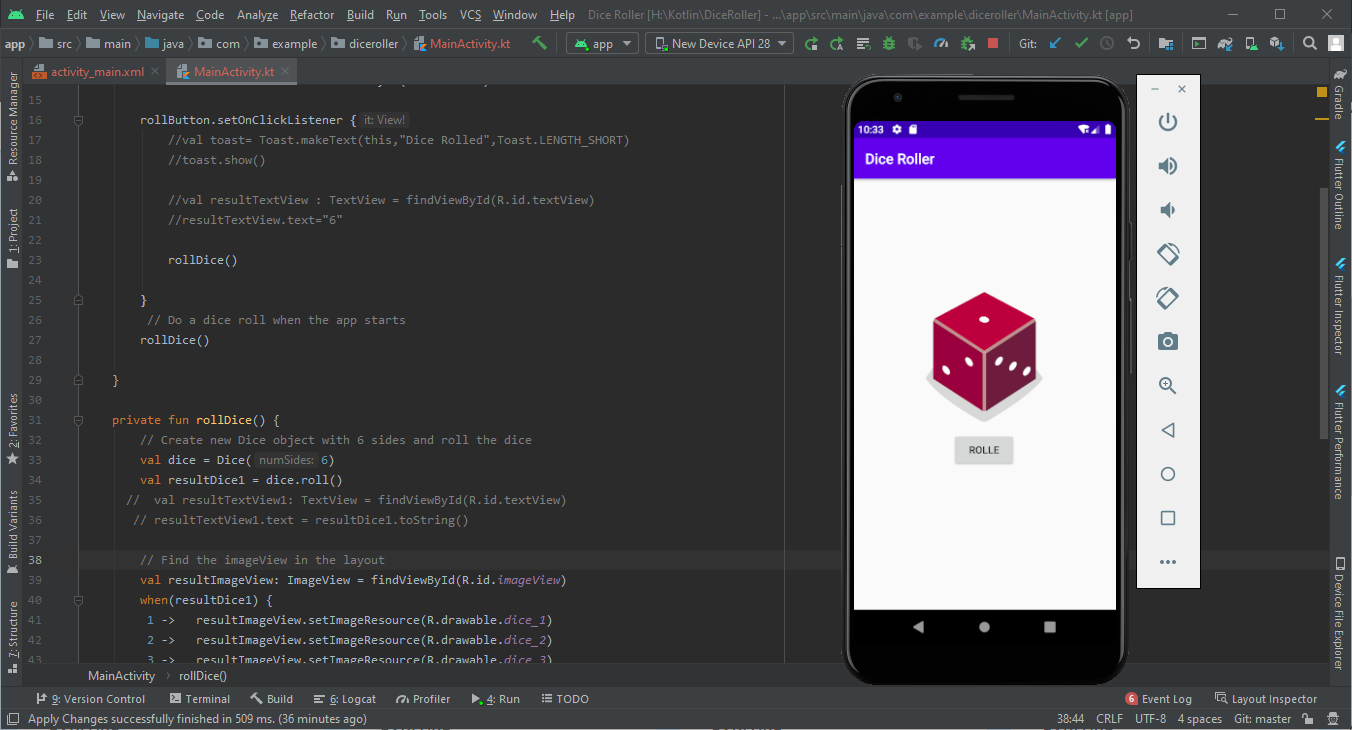 File Edit View Navigate Code Analyze Refactor Build Run Tools VCS Window Help Dice Roller [H:\Kotlin\DiceRoller] - ...\app\src\main\java\com\example\diceroller\MainActivity.kt [app]
app src main java com example diceroller MainActivity.kt app New Device API 28 Git:
activity_main.xml MainActivity.kt
Resource Manager
1: Project
2: Favorites
Build Variants
7: Structure
15
16 rollButton.setOnClickListener { it: View!
17 //val toast= Toast.makeText(this,"Dice Rolled",Toast.LENGTH_SHORT)
18 //toast.show()
19
20 //val resultTextView : TextView = findViewById(R.id.textView)
21 //resultTextView.text="6"
22
23 rollDice()
24
25 }
26 // Do a dice roll when the app starts
27 rollDice()
28
29 }
30
31 private fun rollDice() {
32 // Create new Dice object with 6 sides and roll the dice
33 val dice = Dice( numSides: 6)
34 val resultDice1 = dice.roll()
35 // val resultTextView1: TextView = findViewById(R.id.textView)
36 // resultTextView1.text = resultDice1.toString()
37
38 // Find the imageView in the layout
39 val resultImageView: ImageView = findViewById(R.id.imageView)
40 when(resultDice1) {
41 1 -> resultImageView.setImageResource(R.drawable.dice_1)
42 2 -> resultImageView.setImageResource(R.drawable.dice_2)
43 3 -> resultImageView.setImageResource(R.drawable.dice_3)
10:33
Dice Roller
ROLLE
Gradle
Flutter Outline
Flutter Inspector
Flutter Performance
Device File Explorer
MainActivity rollDice()
9: Version Control Terminal Build 6: Logcat Profiler 4: Run TODO 6 Event Log Layout Inspector
Apply Changes successfully finished in 509 ms. (36 minutes ago) 38:44 CRLF UTF-8 4 spaces Git: master